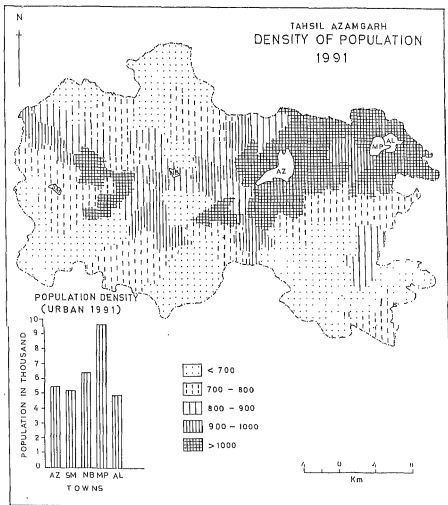 N
TAHSIL AZAMGARH
DENSITY OF POPULATION
1991
AL
MP
AZ
NB
POPULATION DENSITY
(URBAN 1991)
POPULATION IN THOUSAND
10
9
8
7
6
5
4
3
2
1
0
AZ SM NB MP AL
TOWNS
< 700
700 - 800
800 - 900
900 - 1000
>1000
4 0 4 8
Km